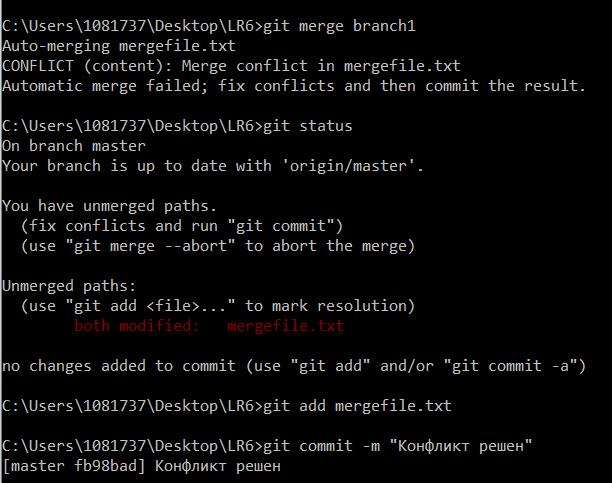 C:\Users\1081737\Desktop\LR6>git merge branch1
Auto-merging mergefile.txt
CONFLICT (content): Merge conflict in mergefile.txt
Automatic merge failed; fix conflicts and then commit the result.
C:\Users\1081737\Desktop\LR6>git status
On branch master
Your branch is up to date with 'origin/master'.
You have unmerged paths.
  (fix conflicts and run "git commit")
  (use "git merge --abort" to abort the merge)
Unmerged paths:
  (use "git add <file>..." to mark resolution)
        both modified:   mergefile.txt
no changes added to commit (use "git add" and/or "git commit -a")
C:\Users\1081737\Desktop\LR6>git add mergefile.txt
C:\Users\1081737\Desktop\LR6>git commit -m "Конфликт решен"
[master fb98bad] Конфликт решен